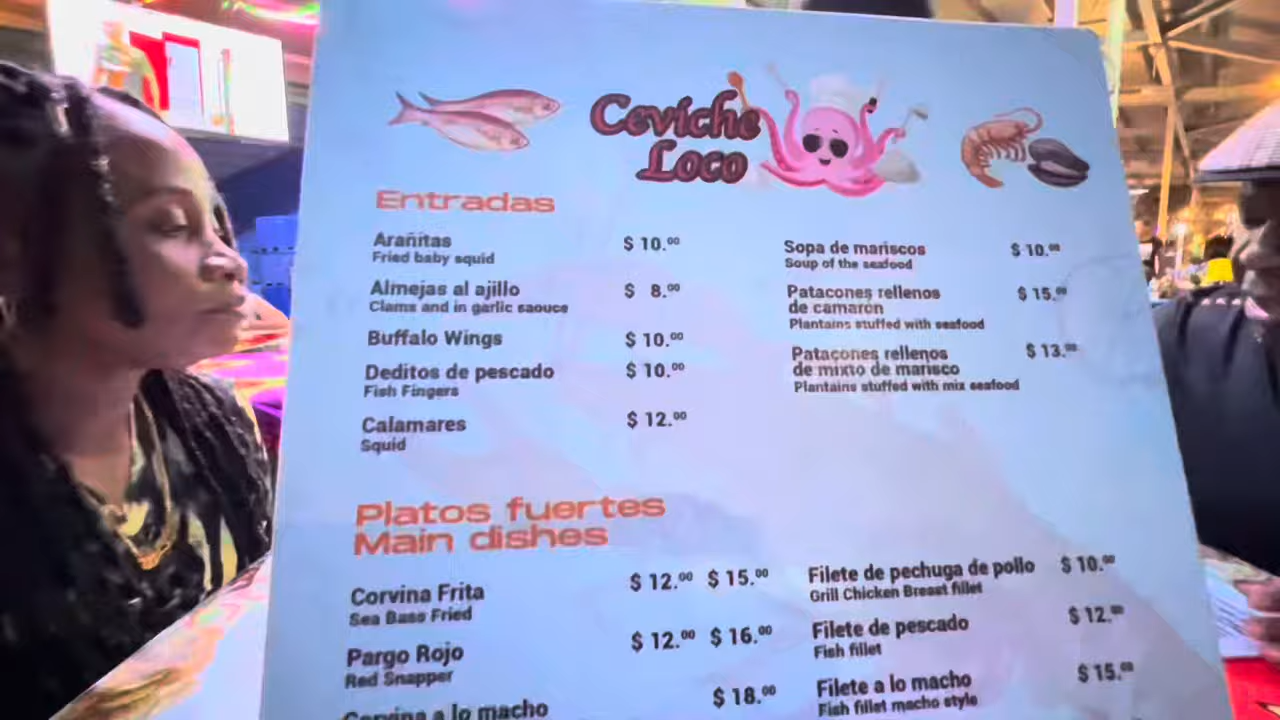 Ceviche
Loco
Entradas
Arañitas $ 10.00
Fried baby squid
Almejas al ajillo $ 8.00
Clams and in garlic saouce
Buffalo Wings $ 10.00
Deditos de pescado $ 10.00
Fish Fingers
Calamares $ 12.00
Squid
Sopa de mariscos $ 10.00
Soup of the seafood
Patacones rellenos $ 15.00
de camarón
Plantains stuffed with seafood
Patacones rellenos $ 13.00
de mixto de marisco
Plantains stuffed with mix seafood
Platos fuertes
Main dishes
Corvina Frita $ 12.00 $ 15.00
Sea Bass Fried
Pargo Rojo $ 12.00 $ 16.00
Red Snapper
Corvina a lo macho $ 18.00
Filete de pechuga de pollo $ 10.00
Grill Chicken Breast fillet
Filete de pescado $ 12.00
Fish fillet
Filete a lo macho $ 15.00
Fish fillet macho style